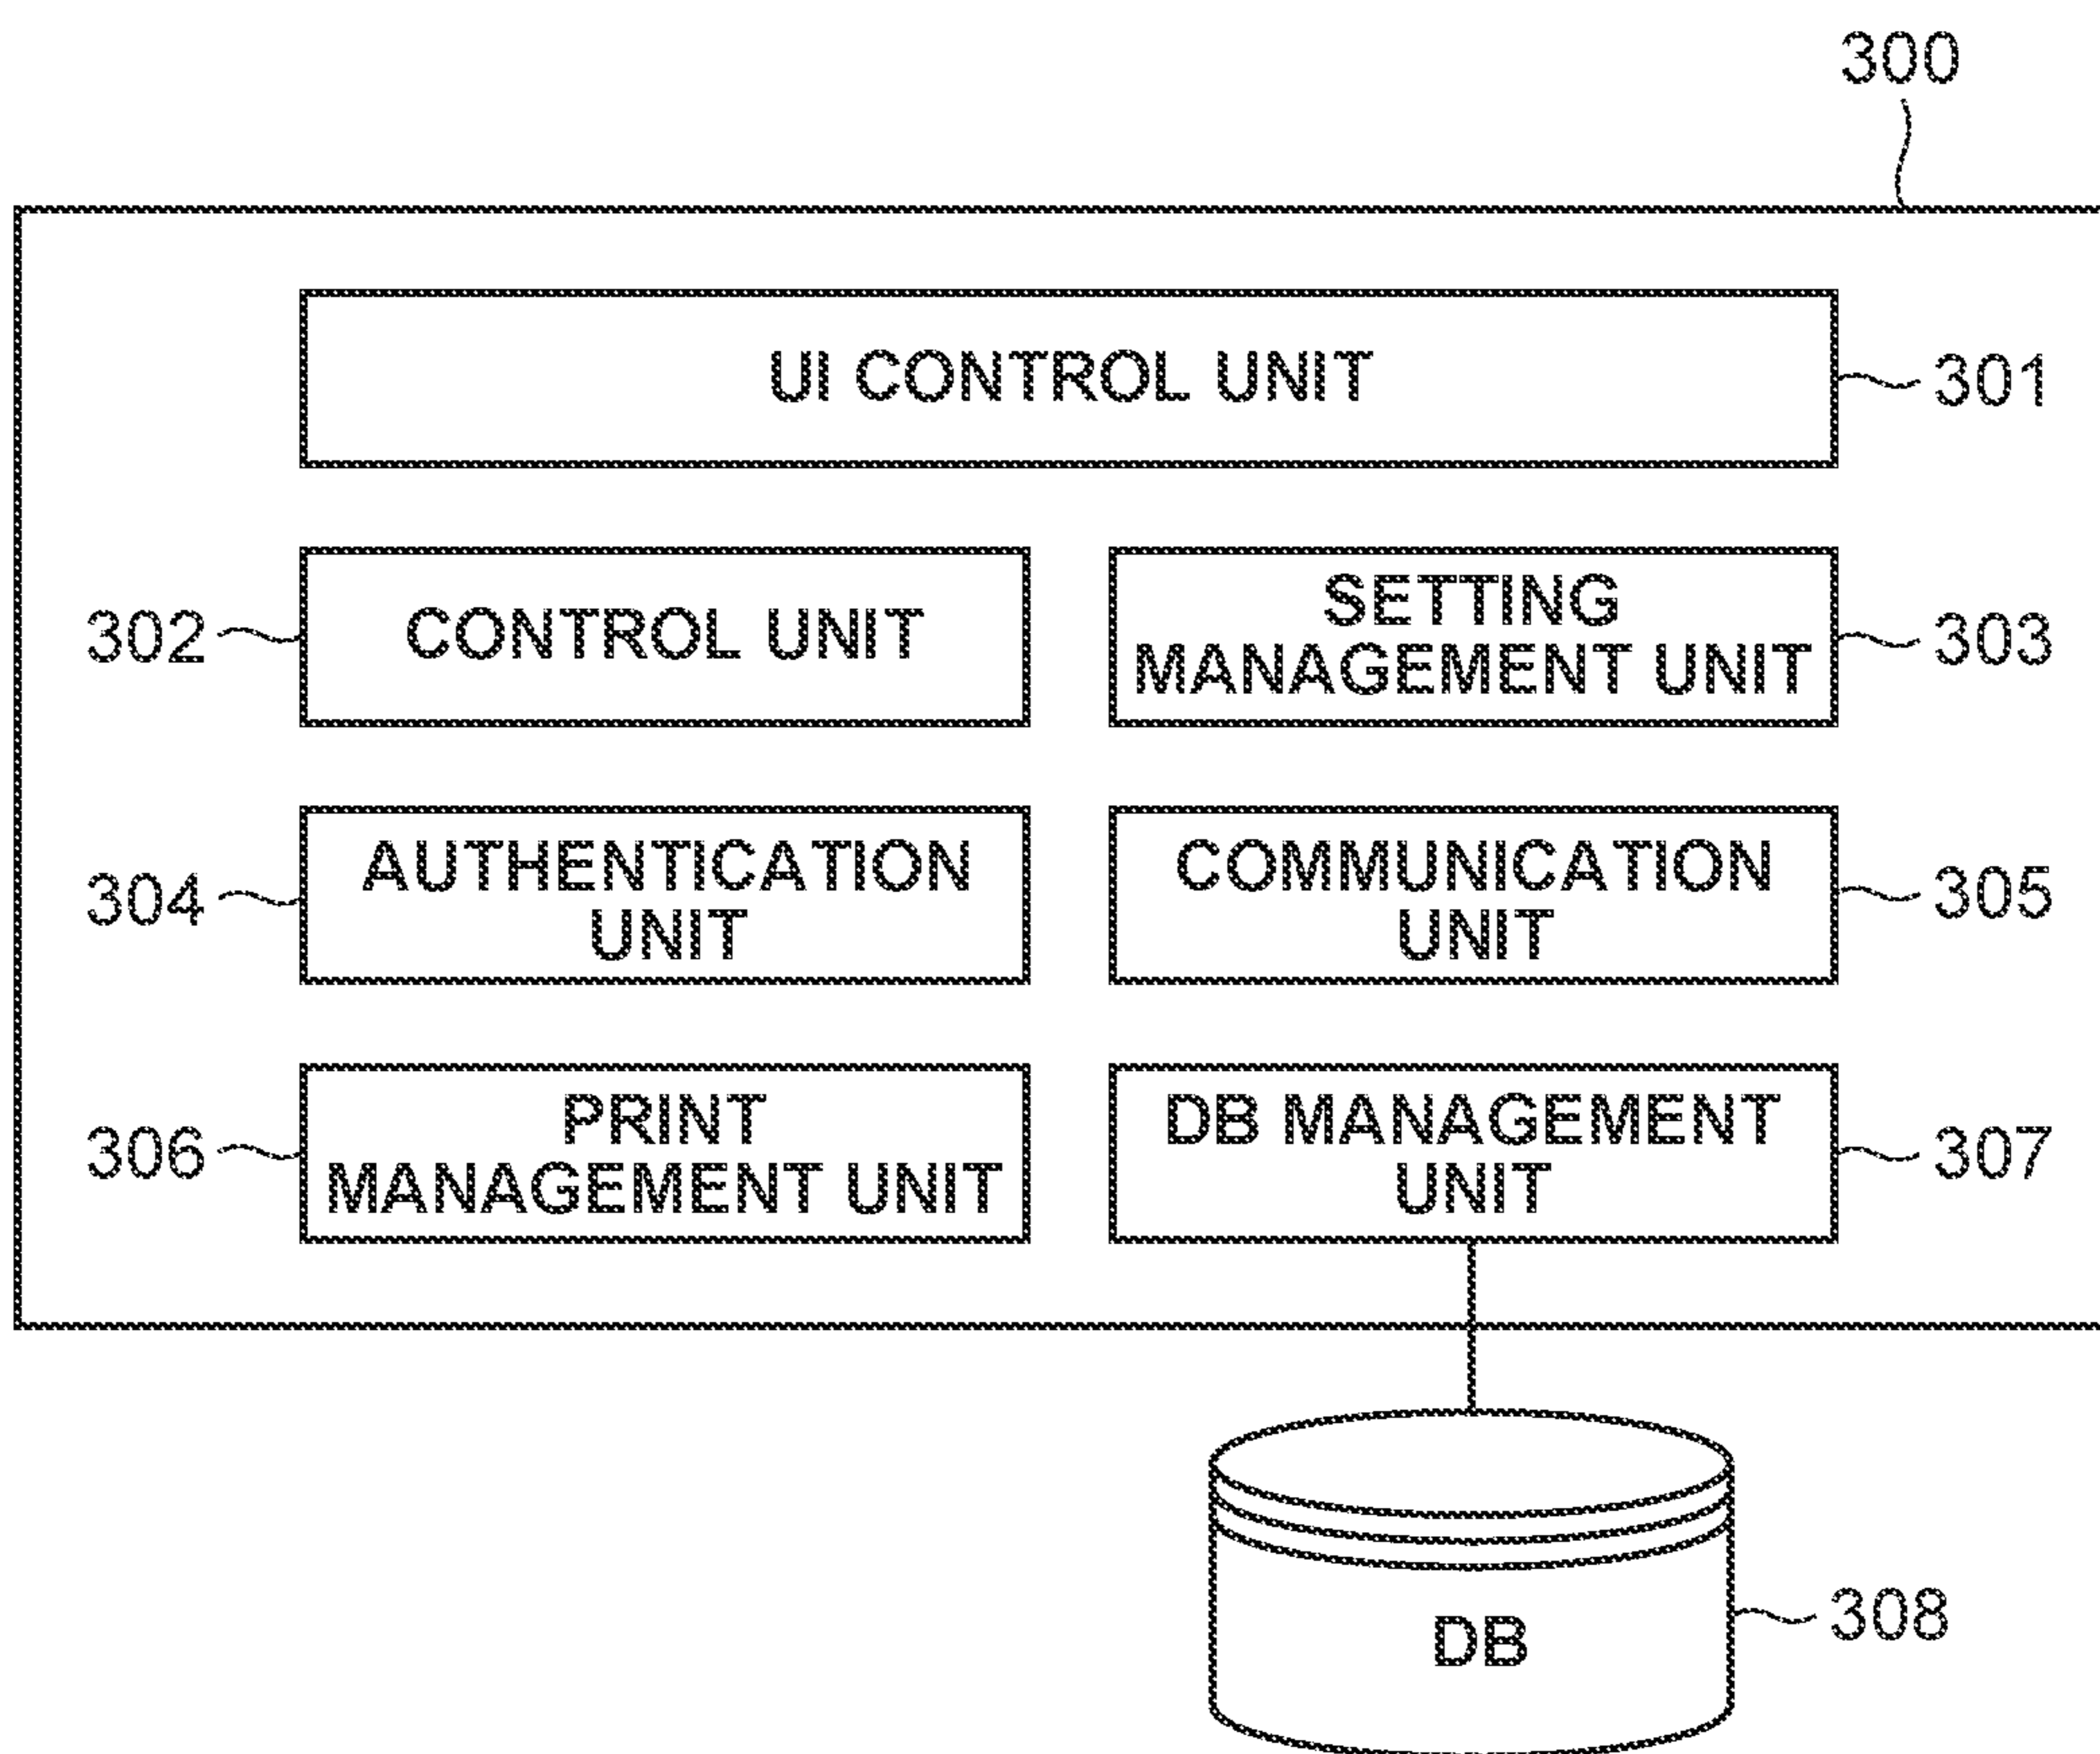 300
UI CONTROL UNIT
301
302
CONTROL UNIT
SETTING
MANAGEMENT UNIT
303
304
AUTHENTICATION
UNIT
COMMUNICATION
UNIT
305
306
PRINT
MANAGEMENT UNIT
DB MANAGEMENT
UNIT
307
DB
308